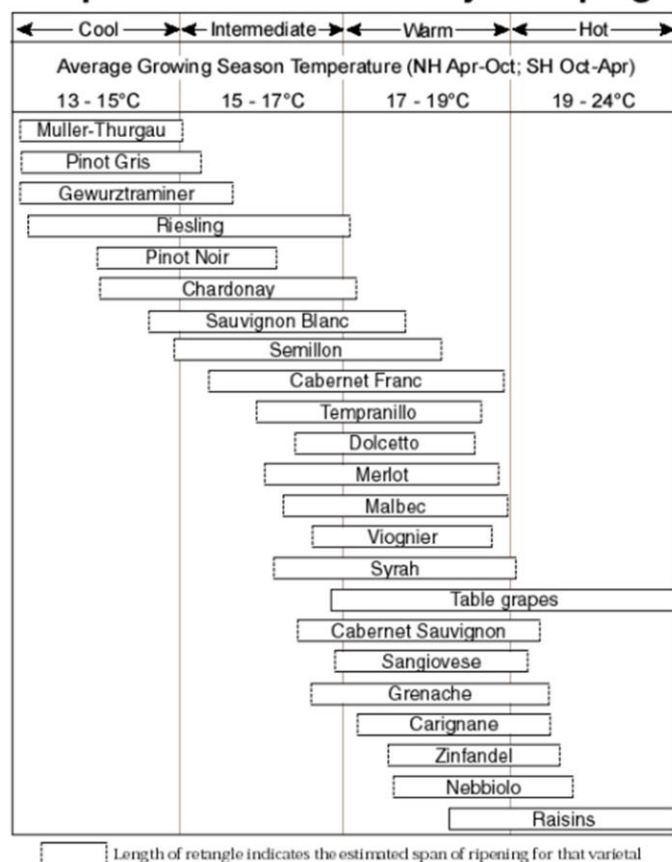 Cool Intermediate Warm Hot
Average Growing Season Temperature (NH Apr-Oct; SH Oct-Apr)
13 - 15°C 15 - 17°C 17 - 19°C 19 - 24°C
Muller-Thurgau
Pinot Gris
Gewurztraminer
Riesling
Pinot Noir
Chardonay
Sauvignon Blanc
Semillon
Cabernet Franc
Tempranillo
Dolcetto
Merlot
Malbec
Viognier
Syrah
Table grapes
Cabernet Sauvignon
Sangiovese
Grenache
Carignane
Zinfandel
Nebbiolo
Raisins
Length of retangle indicates the estimated span of ripening for that varietal